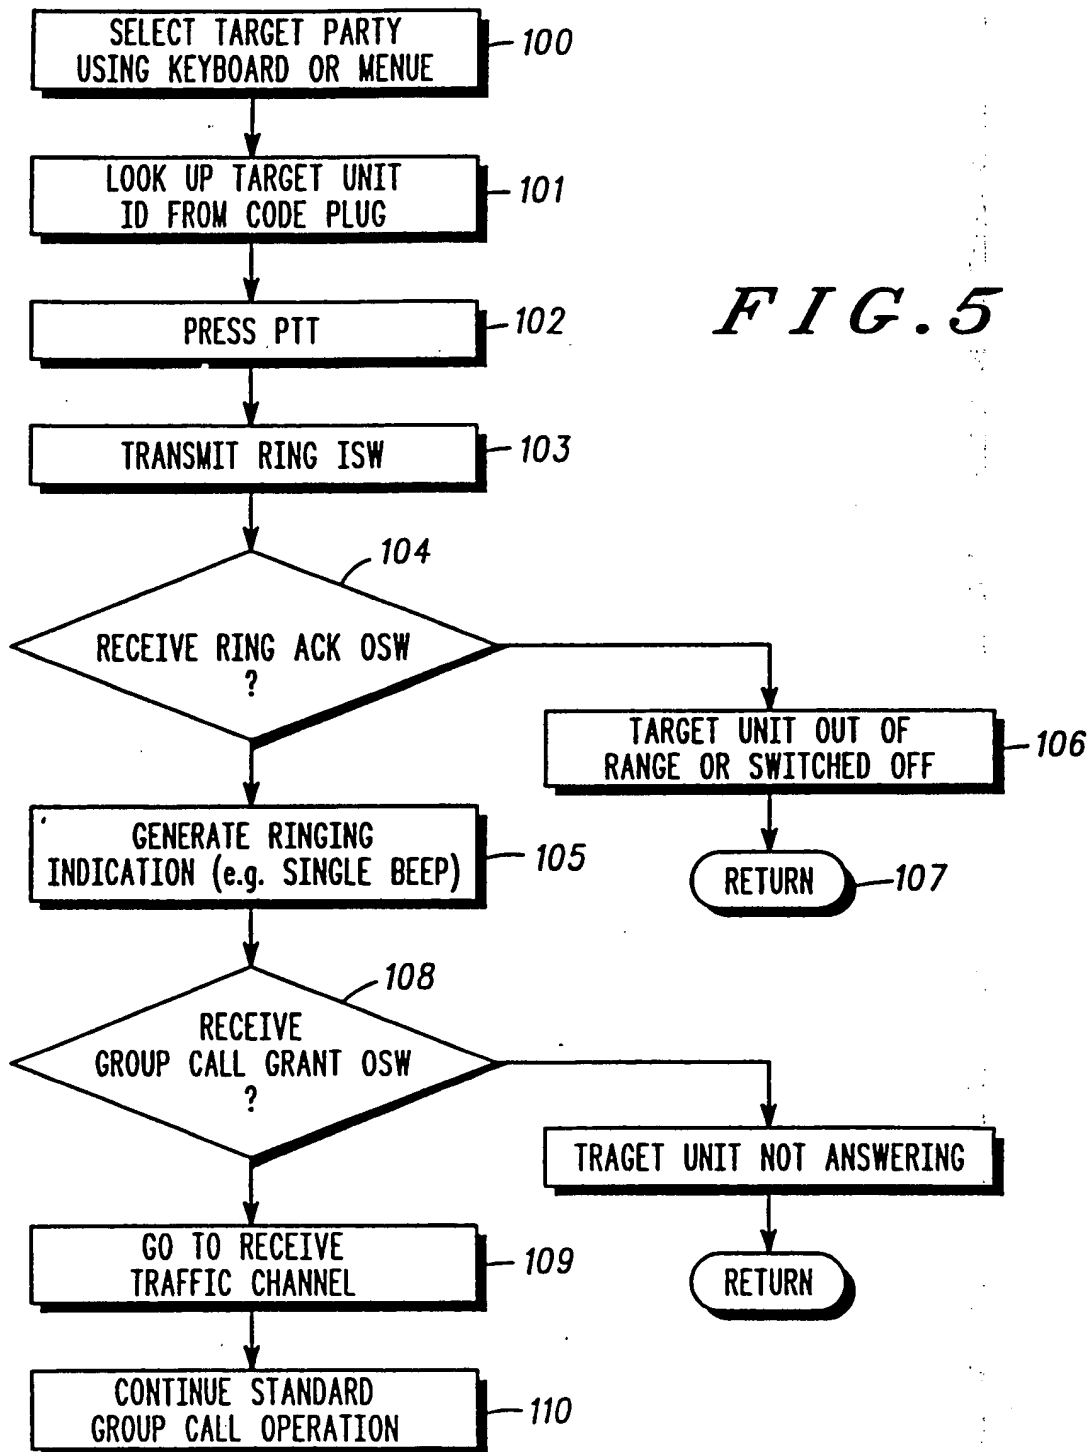 SELECT TARGET PARTY
USING KEYBOARD OR MENUE
100
LOOK UP TARGET UNIT
ID FROM CODE PLUG
101
FIG.5
PRESS PTT
102
TRANSMIT RING ISW
103
104
RECEIVE RING ACK OSW
?
TARGET UNIT OUT OF
RANGE OR SWITCHED OFF
106
GENERATE RINGING
INDICATION (e.g. SINGLE BEEP)
105
RETURN
107
108
RECEIVE
GROUP CALL GRANT OSW
?
TRAGET UNIT NOT ANSWERING
GO TO RECEIVE
TRAFFIC CHANNEL
109
RETURN
CONTINUE STANDARD
GROUP CALL OPERATION
110